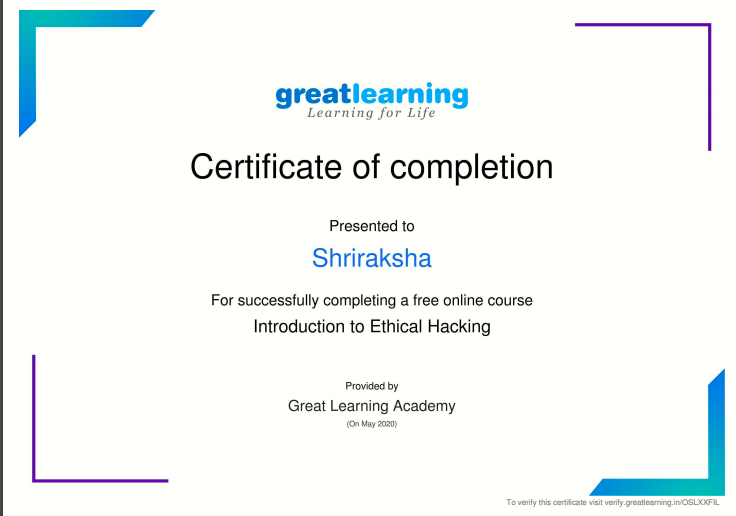 greatlearning
Learning for Life
Certificate of completion
Presented to
Shriraksha
For successfully completing a free online course
Introduction to Ethical Hacking
Provided by
Great Learning Academy
(On May 2020)
To verify this certificate visit verify.greatlearning.in/OSLXXFIL